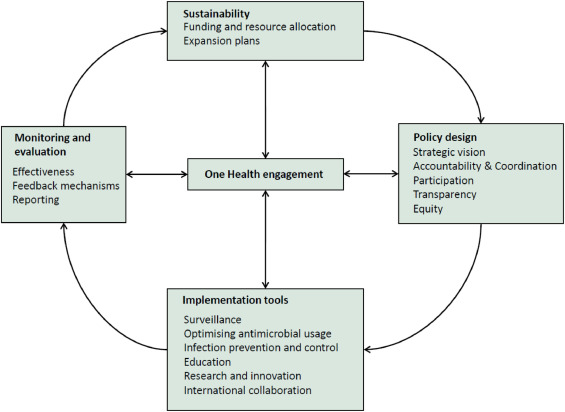 Sustainability
Funding and resource allocation
Expansion plans
Monitoring and
evaluation
Effectiveness
Feedback mechanisms
Reporting
One Health engagement
Policy design
Strategic vision
Accountability & Coordination
Participation
Transparency
Equity
Implementation tools
Surveillance
Optimising antimicrobial usage
Infection prevention and control
Education
Research and innovation
International collaboration